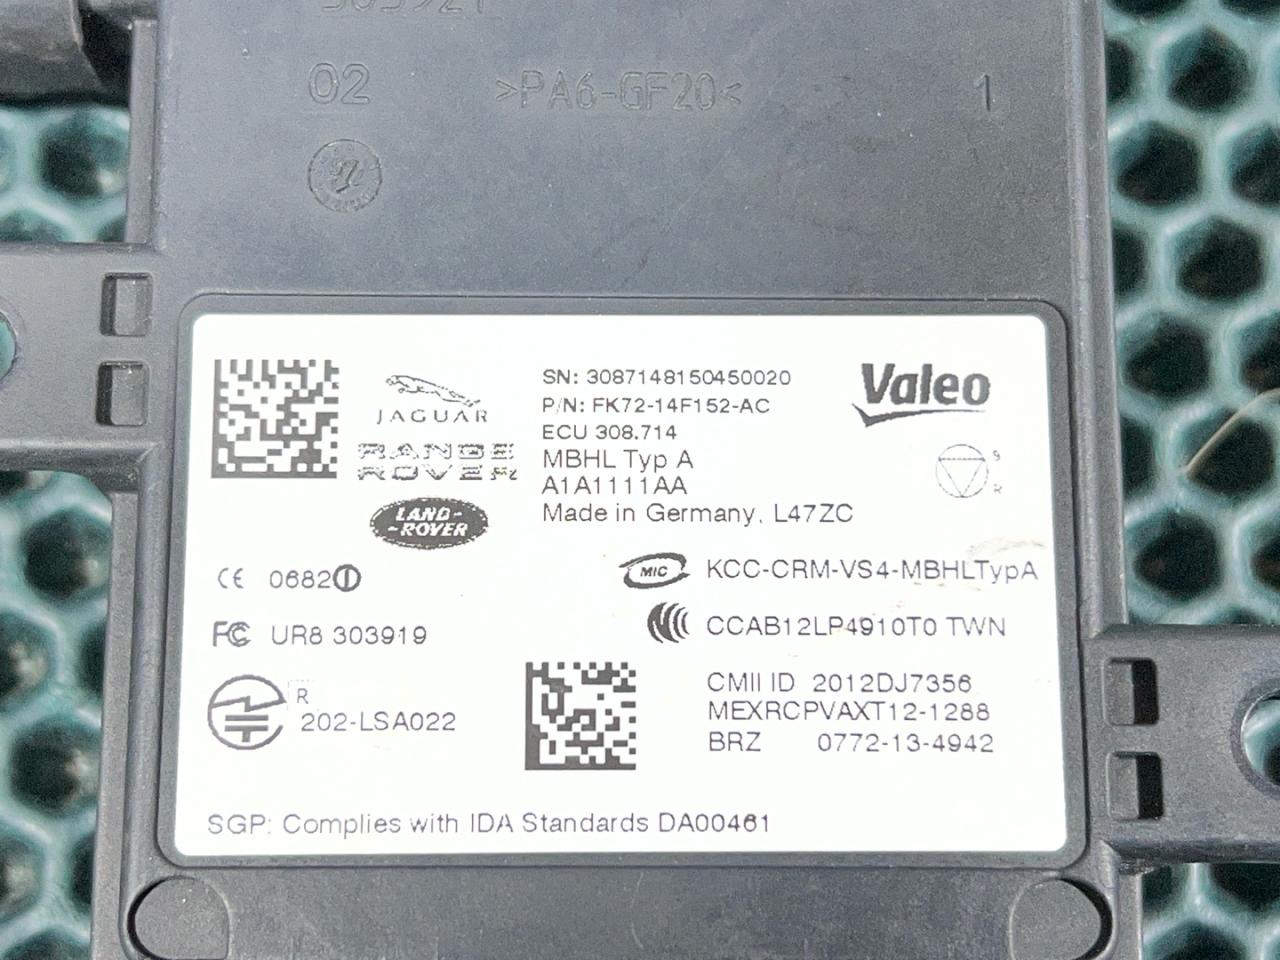 02 >PA6-GF20< 1
JAGUAR
RANGE
ROVER
LAND-
-ROVER
SN: 3087148150450020
P/N: FK72-14F152-AC
ECU 308.714
MBHL Typ A
A1A1111AA
Made in Germany, L47ZC
Valeo
9
R
CE 0682
FC UR8 303919
R
202-LSA022
MIC KCC-CRM-VS4-MBHLTypA
CCAB12LP4910T0 TWN
CMII ID 2012DJ7356
MEXRCPVAXT12-1288
BRZ 0772-13-4942
SGP: Complies with IDA Standards DA00461